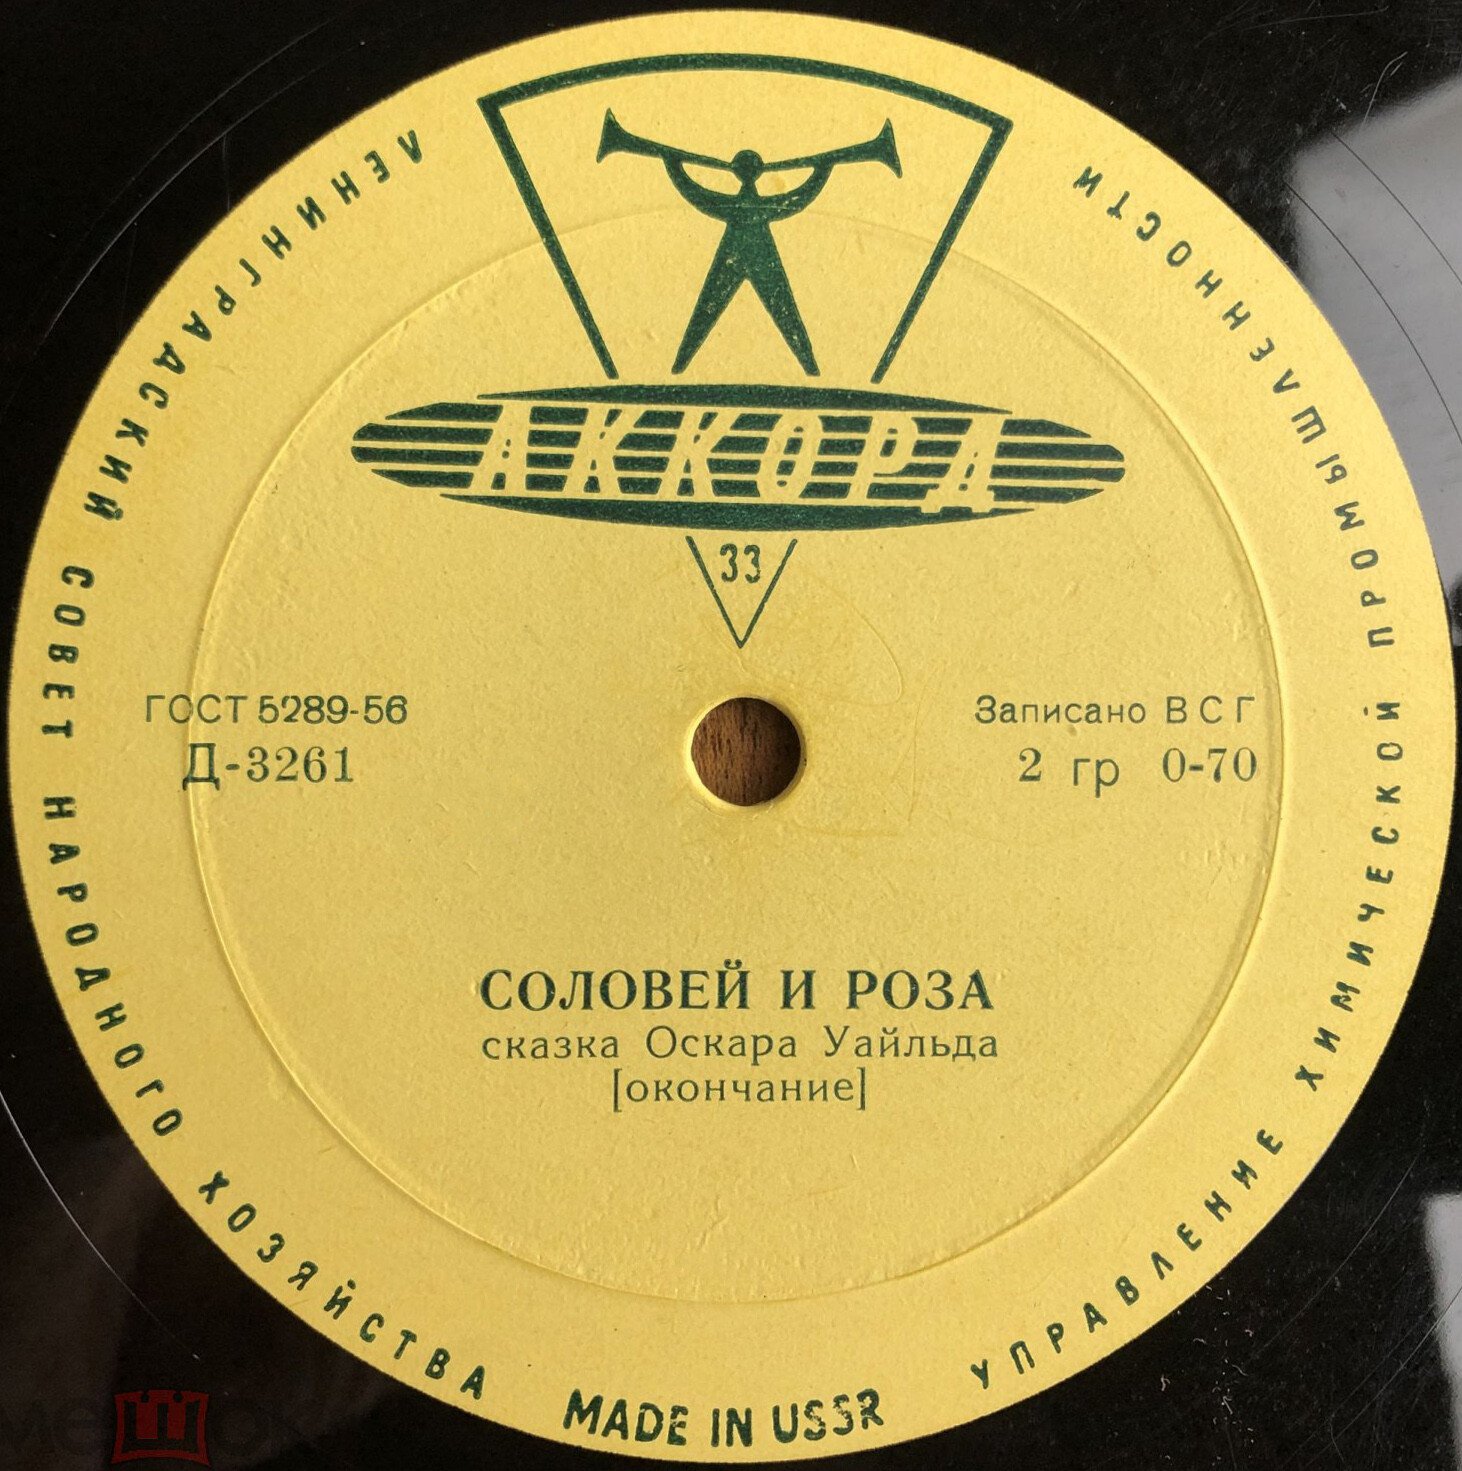 ЛЕНИНГРАДСКИЙ СОВЕТ НАРОДНОГО ХОЗЯЙСТВА
УПРАВЛЕНИЕ ХИМИЧЕСКОЙ ПРОМЫШЛЕННОСТИ
АККОРД
33
ГОСТ 5289-56
Д-3261
Записано ВСГ
2 гр 0-70
СОЛОВЕЙ И РОЗА
сказка Оскара Уайльда
[окончание]
MADE IN USSR
мешок